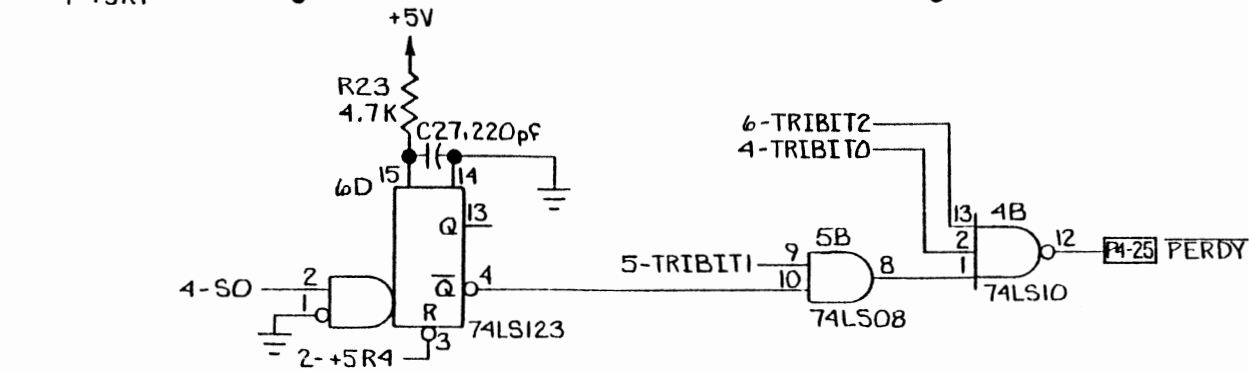 +5V
R23
4.7K
C27,220pf
6D
15
14
Q
13
4-S0
2
1
Q
4
R
3
74LS123
2-+5R4
6-TRIBIT2
4-TRIBIT0
5-TRIBIT1
9
10
5B
8
74LS08
13
2
1
4B
12
74LS10
P4-25
PERDY